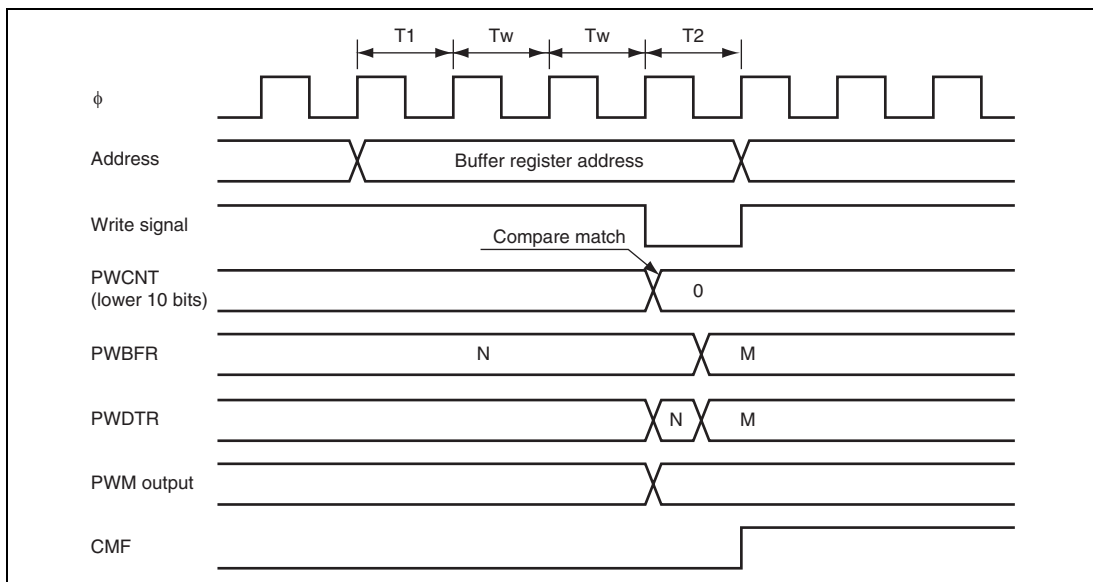 T1 Tw Tw T2
ϕ
Address Buffer register address
Write signal
Compare match
PWCNT
(lower 10 bits) 0
PWBFR N M
PWDTR N M
PWM output
CMF